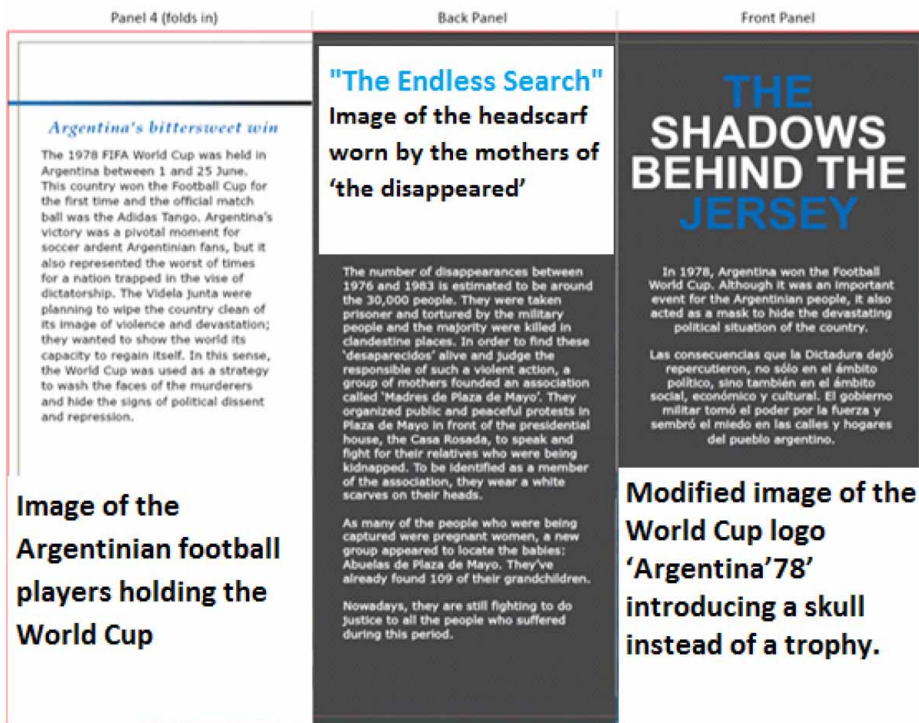 Panel 4 (folds in)
Argentina's bittersweet win
The 1978 FIFA World Cup was held in
Argentina between 1 and 25 June.
This country won the Football Cup for
the first time and the official match
ball was the Adidas Tango. Argentina's
victory was a pivotal moment for
soccer ardent Argentinian fans, but it
also represented the worst of times
for a nation trapped in the vise of
dictatorship. The Videla Junta were
planning to wipe the country clean of
its image of violence and devastation;
they wanted to show the world its
capacity to regain itself. In this sense,
the World Cup was used as a strategy
to wash the faces of the murderers
and hide the signs of political dissent
and repression.
Image of the
Argentinian football
players holding the
World Cup
Back Panel
"The Endless Search"
Image of the headscarf
worn by the mothers of
‘the disappeared’
The number of disappearances between
1976 and 1983 is estimated to be around
the 30,000 people. They were taken
prisoner and tortured by the military
people and the majority were killed in
clandestine places. In order to find these
'desaparecidos' alive and judge the
responsible of such a violent action, a
group of mothers founded an association
called 'Madres de Plaza de Mayo'. They
organized public and peaceful protests in
Plaza de Mayo in front of the presidential
house, the Casa Rosada, to speak and
fight for their relatives who were being
kidnapped. To be identified as a member
of the association, they wear a white
scarves on their heads.
As many of the people who were being
captured were pregnant women, a new
group appeared to locate the babies:
Abuelas de Plaza de Mayo. They've
already found 109 of their grandchildren.
Nowadays, they are still fighting to do
justice to all the people who suffered
during this period.
Front Panel
THE
SHADOWS
BEHIND THE
JERSEY
In 1978, Argentina won the Football
World Cup. Although it was an important
event for the Argentinian people, it also
acted as a mask to hide the devastating
political situation of the country.
Las consecuencias que la Dictadura dejó
repercutieron, no sólo en el ámbito
político, sino también en el ámbito
social, económico y cultural. El gobierno
militar tomó el poder por la fuerza y
sembró el miedo en las calles y hogares
del pueblo argentino.
Modified image of the
World Cup logo
‘Argentina’78’
introducing a skull
instead of a trophy.